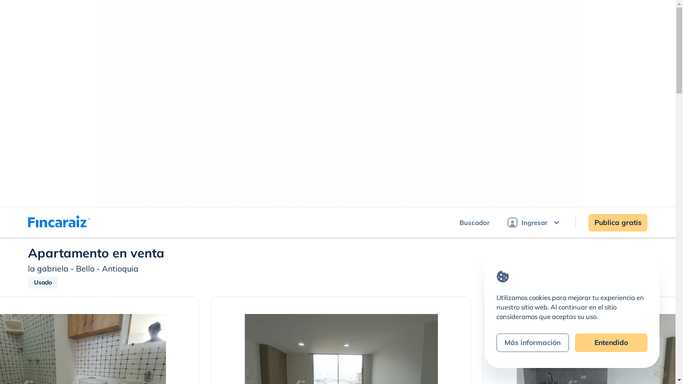 Fincaraiz
Buscador
Ingresar
Publica gratis
Apartamento en venta
la gabriela - Bello - Antioquia
Usado
Utilizamos cookies para mejorar tu experiencia en
nuestro sitio web. Al continuar en el sitio
consideramos que aceptas su uso.
Más información
Entendido